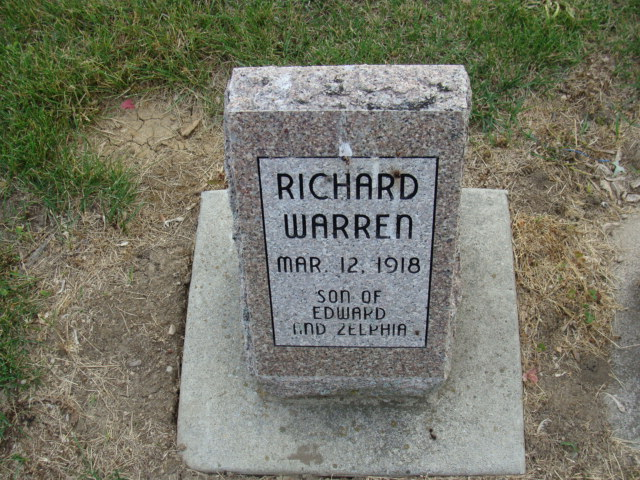 RICHARD
WARREN
MAR. 12, 1918
SON OF
EDWARD
AND ZELPHIA